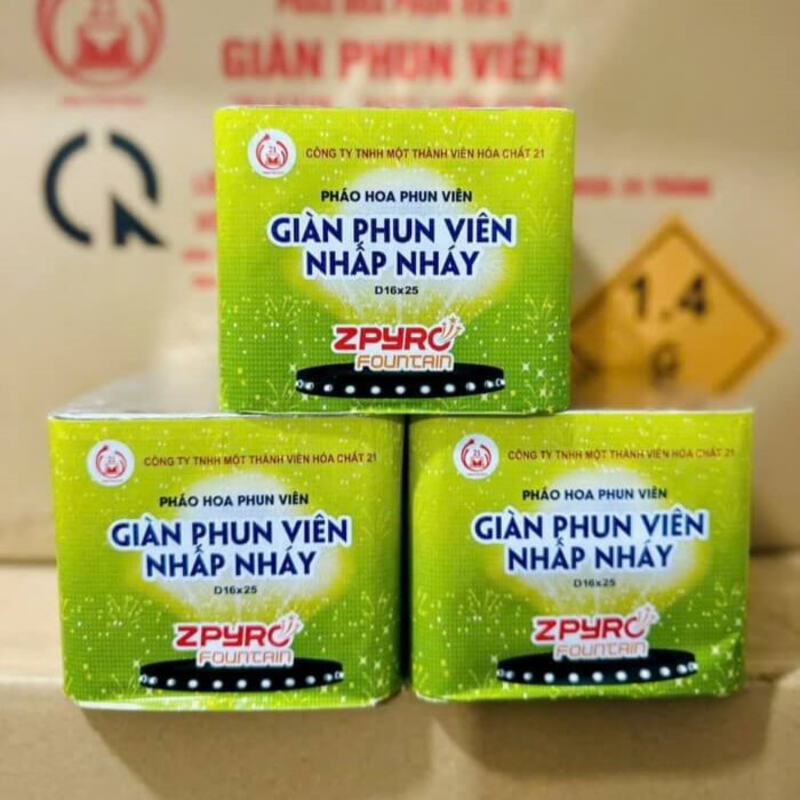 PHÁO HOA PHUN VIÊN
GIÀN PHUN VIÊN
1.4
G
21
CÔNG TY TNHH MỘT THÀNH VIÊN HÓA CHẤT 21
PHÁO HOA PHUN VIÊN
GIÀN PHUN VIÊN
NHẤP NHÁY
D16x25
ZPYRO
FOUNTAIN
21
CÔNG TY TNHH MỘT THÀNH VIÊN HÓA CHẤT 21
PHÁO HOA PHUN VIÊN
GIÀN PHUN VIÊN
NHẤP NHÁY
D16x25
ZPYRO
FOUNTAIN
21
CÔNG TY TNHH MỘT THÀNH VIÊN HÓA CHẤT 21
PHÁO HOA PHUN VIÊN
GIÀN PHUN VIÊN
NHẤP NHÁY
D16x25
ZPYRO
FOUNTAIN